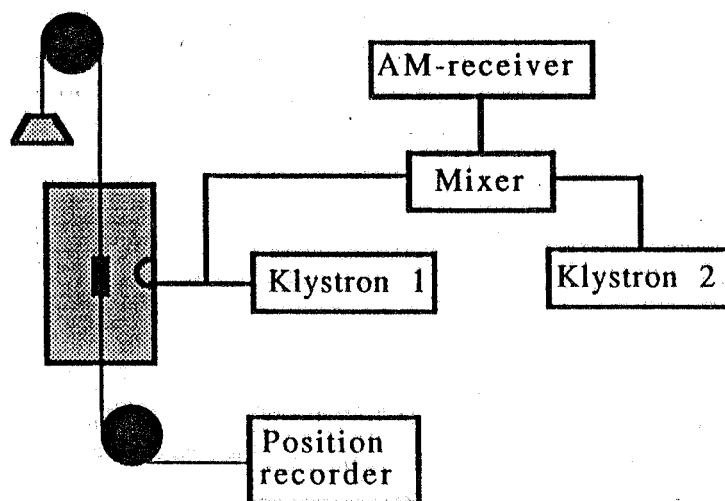 AM-receiver
Mixer
Klystron 1
Klystron 2
Position
recorder